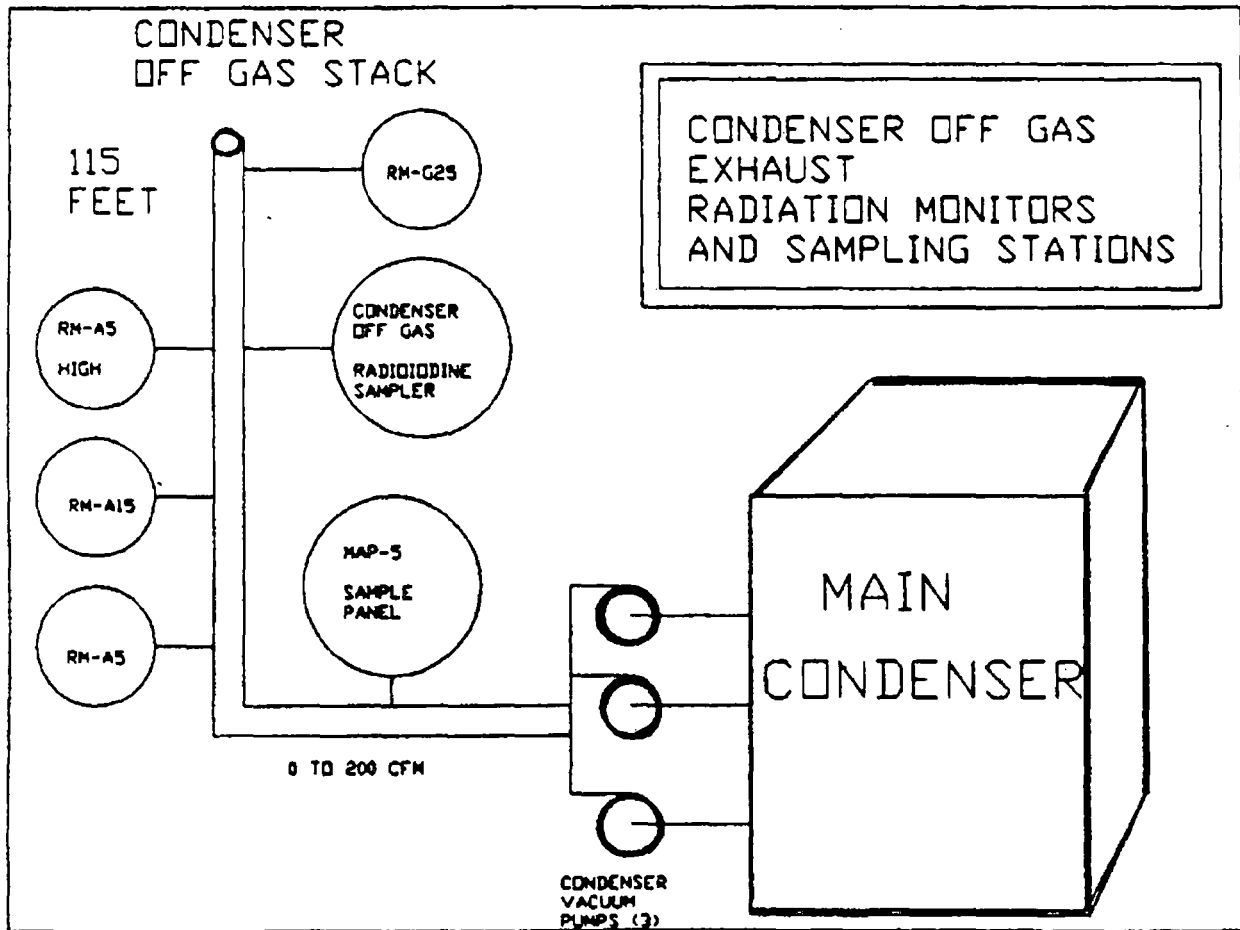 CONDENSER
OFF GAS STACK
115
FEET
RM-G25
CONDENSER OFF GAS
EXHAUST
RADIATION MONITORS
AND SAMPLING STATIONS
RM-A5
HIGH
CONDENSER
OFF GAS
RADIOIODINE
SAMPLER
RM-A15
MAP-5
SAMPLE
PANEL
RM-A5
MAIN
CONDENSER
0 TO 200 CFM
CONDENSER
VACUUM
PUMPS (3)